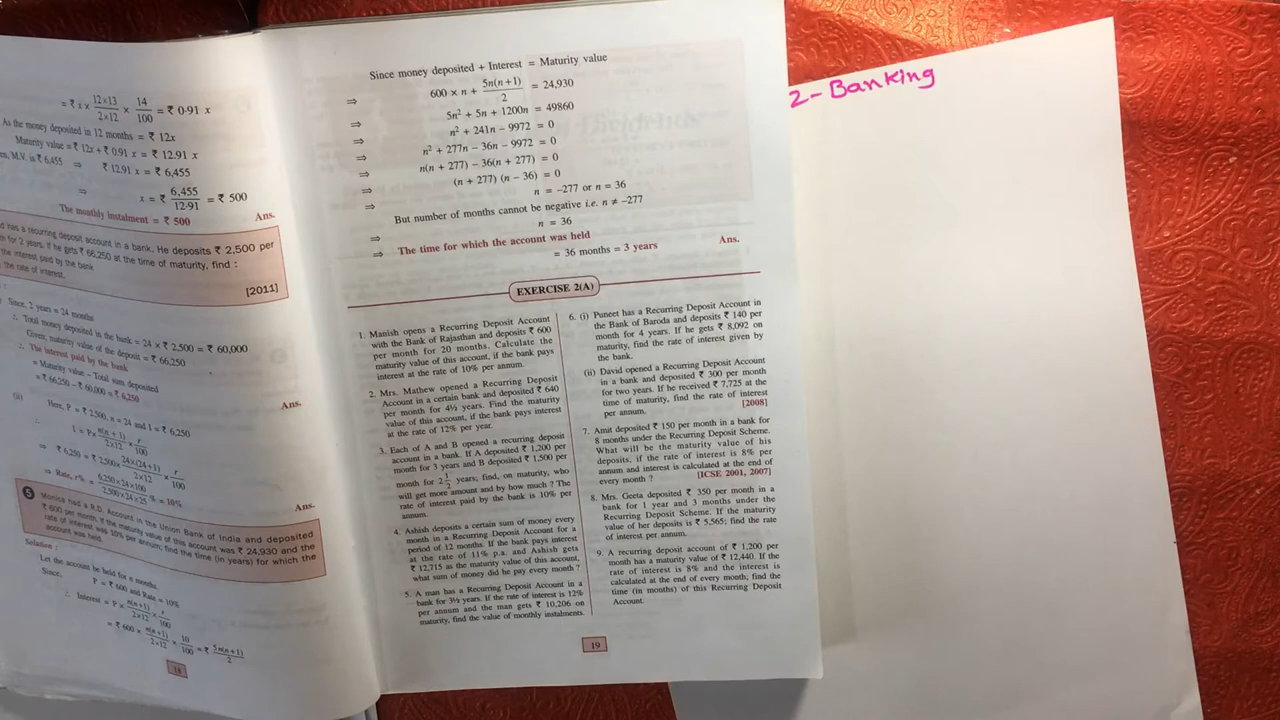 = ₹ x × 12×13/2×12 × 14/100 = ₹ 0·91 x
As the money deposited in 12 months = ₹ 12x
Maturity value = ₹ 12x + ₹ 0.91 x = ₹ 12.91 x
M.V. is ₹ 6,455 ⇒ ₹ 12.91 x = ₹ 6,455
⇒ x = ₹ 6,455/12·91 = ₹ 500
The monthly instalment = ₹ 500 Ans.
has a recurring deposit account in a bank. He deposits ₹ 2,500 per
for 2 years. If he gets ₹ 66,250 at the time of maturity, find :
the interest paid by the bank
the rate of interest.
[2011]
Since, 2 years = 24 months
∴ Total money deposited in the bank = 24 × ₹ 2,500 = ₹ 60,000
Given, maturity value of the deposit = ₹ 66,250
∴ The interest paid by the bank
= Maturity value – Total sum deposited
= ₹ 66,250 – ₹ 60,000 = ₹ 6,250 Ans.
(ii) Here, P = ₹ 2,500, n = 24 and I = ₹ 6,250
∴ I = P× n(n + 1)/2×12 × r/100
⇒ ₹ 6,250 = ₹ 2,500× 24×(24+1)/2×12 × r/100
⇒ Rate, r% = 6,250×24×100/2,500×24×25 % = 10% Ans.
5 Monica had a R.D. Account in the Union Bank of India and deposited
₹ 600 per month. If the maturity value of this account was ₹ 24,930 and the
rate of interest was 10% per annum; find the time (in years) for which the
account was held.
Solution :
Let the account be held for n months.
Since, P = ₹ 600 and Rate = 10%
∴ Interest = P× n(n+1)/2×12 × r/100
= ₹ 600 × n(n+1)/2×12 × 10/100 = ₹ 5n(n+1)/2
18
Since money deposited + Interest = Maturity value
⇒ 600 × n + 5n(n+1)/2 = 24,930
⇒ 5n² + 5n + 1200n = 49860
⇒ n² + 241n – 9972 = 0
⇒ n² + 277n – 36n – 9972 = 0
⇒ n(n + 277) – 36(n + 277) = 0
⇒ (n + 277) (n – 36) = 0
⇒ n = –277 or n = 36
But number of months cannot be negative i.e. n ≠ –277
⇒ n = 36
⇒ The time for which the account was held
= 36 months = 3 years Ans.
EXERCISE 2(A)
1. Manish opens a Recurring Deposit Account
with the Bank of Rajasthan and deposits ₹ 600
per month for 20 months. Calculate the
maturity value of this account, if the bank pays
interest at the rate of 10% per annum.
2. Mrs. Mathew opened a Recurring Deposit
Account in a certain bank and deposited ₹ 640
per month for 4½ years. Find the maturity
value of this account, if the bank pays interest
at the rate of 12% per year.
3. Each of A and B opened a recurring deposit
account in a bank. If A deposited ₹ 1,200 per
month for 3 years and B deposited ₹ 1,500 per
month for 2½ years; find, on maturity, who
will get more amount and by how much ? The
rate of interest paid by the bank is 10% per
annum.
4. Ashish deposits a certain sum of money every
month in a Recurring Deposit Account for a
period of 12 months. If the bank pays interest
at the rate of 11% p.a. and Ashish gets
₹ 12,715 as the maturity value of this account,
what sum of money did he pay every month ?
5. A man has a Recurring Deposit Account in a
bank for 3½ years. If the rate of interest is 12%
per annum and the man gets ₹ 10,206 on
maturity, find the value of monthly instalments.
6. (i) Puneet has a Recurring Deposit Account in
the Bank of Baroda and deposits ₹ 140 per
month for 4 years. If he gets ₹ 8,092 on
maturity, find the rate of interest given by
the bank.
(ii) David opened a Recurring Deposit Account
in a bank and deposited ₹ 300 per month
for two years. If he received ₹ 7,725 at the
time of maturity, find the rate of interest
per annum. [2008]
7. Amit deposited ₹ 150 per month in a bank for
8 months under the Recurring Deposit Scheme.
What will be the maturity value of his
deposits, if the rate of interest is 8% per
annum and interest is calculated at the end of
every month ? [ICSE 2001, 2007]
8. Mrs. Geeta deposited ₹ 350 per month in a
bank for 1 year and 3 months under the
Recurring Deposit Scheme. If the maturity
value of her deposits is ₹ 5,565; find the rate
of interest per annum.
9. A recurring deposit account of ₹ 1,200 per
month has a maturity value of ₹ 12,440. If the
rate of interest is 8% and the interest is
calculated at the end of every month; find the
time (in months) of this Recurring Deposit
Account.
19
2- Banking